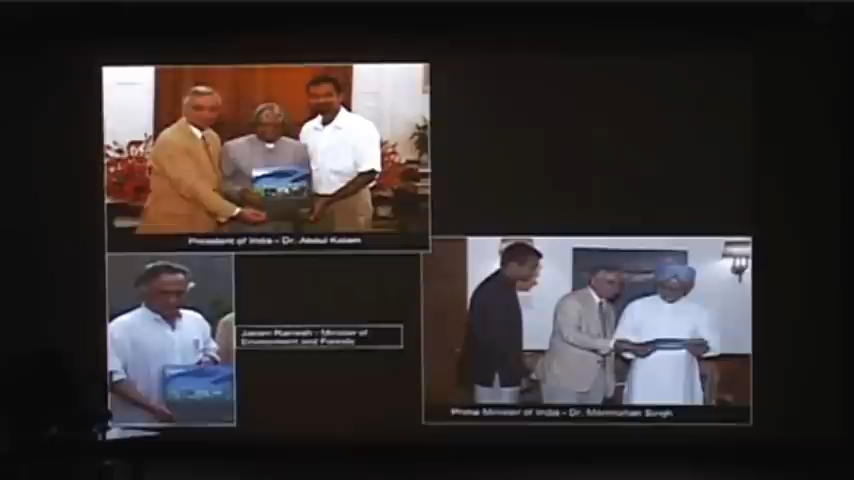 President of India - Dr. Abdul Kalam
Jairam Ramesh - Minister of
Environment and Forests
Prime Minister of India - Dr. Manmohan Singh